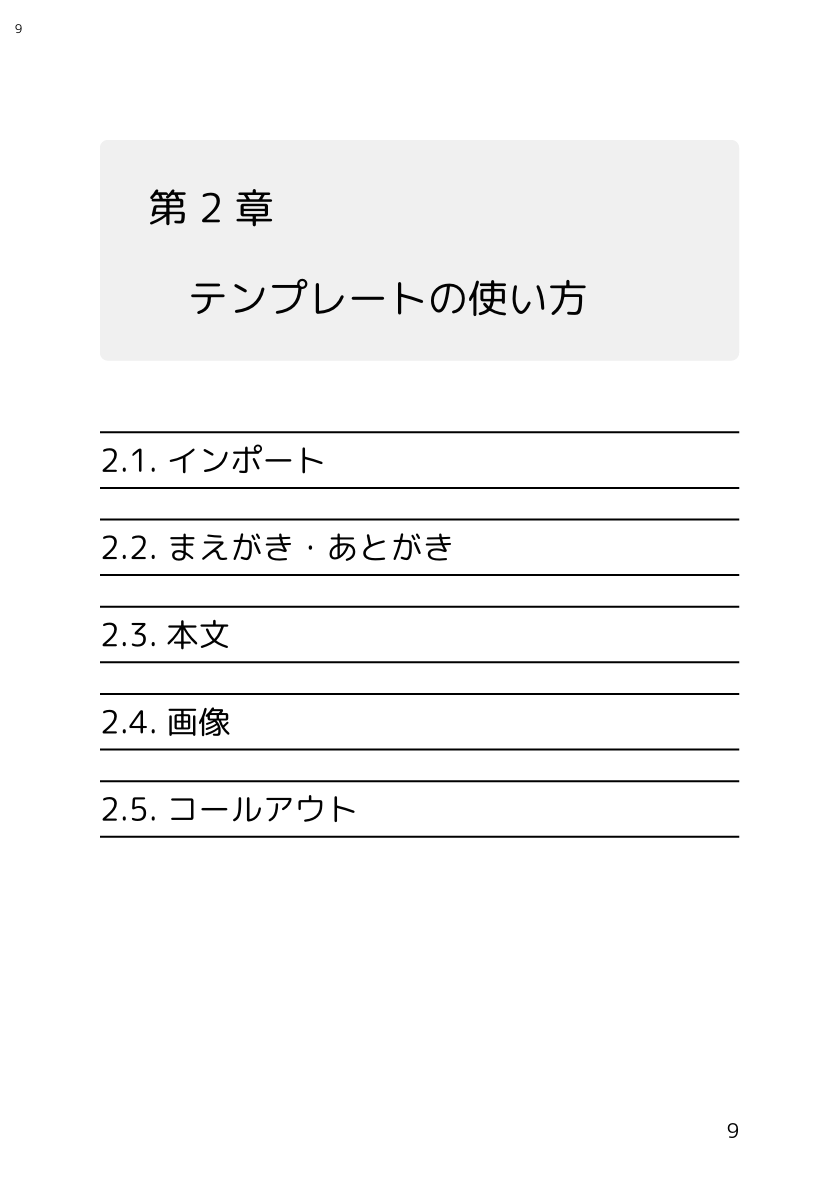 9
第 2 章
テンプレートの使い方
2.1. インポート
2.2. まえがき・あとがき
2.3. 本文
2.4. 画像
2.5. コールアウト
9